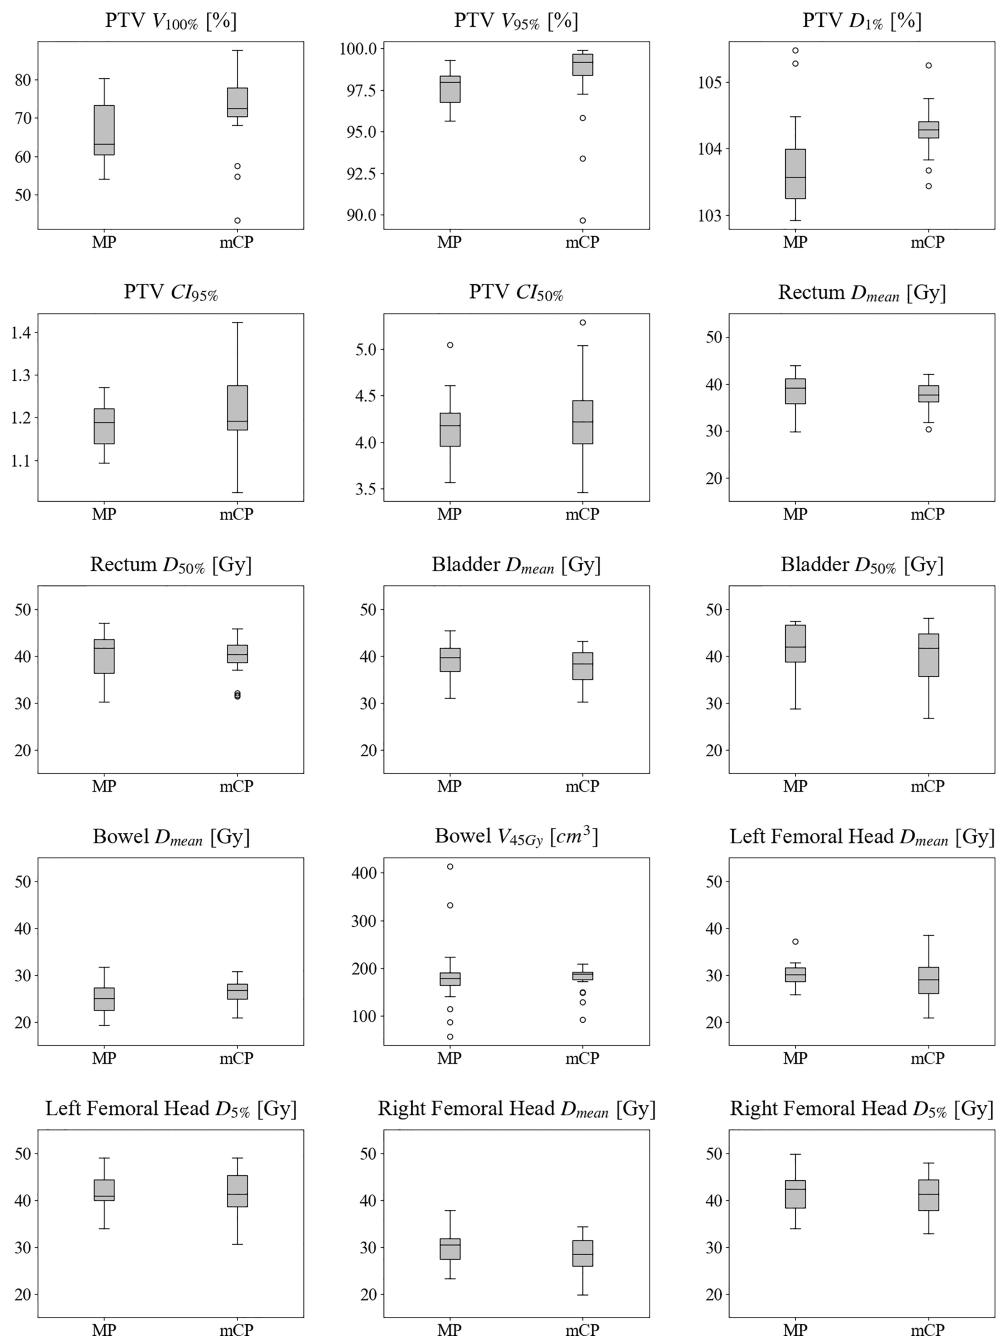 PTV V100% [%]
80
70
60
50
MP mCP
PTV V95% [%]
100.0
97.5
95.0
92.5
90.0
MP mCP
PTV D1% [%]
105
104
103
MP mCP
PTV CI95%
1.4
1.3
1.2
1.1
MP mCP
PTV CI50%
5.0
4.5
4.0
3.5
MP mCP
Rectum Dmean [Gy]
50
40
30
20
MP mCP
Rectum D50% [Gy]
50
40
30
20
MP mCP
Bladder Dmean [Gy]
50
40
30
20
MP mCP
Bladder D50% [Gy]
50
40
30
20
MP mCP
Bowel Dmean [Gy]
50
40
30
20
MP mCP
Bowel V45Gy [cm³]
400
300
200
100
MP mCP
Left Femoral Head Dmean [Gy]
50
40
30
20
MP mCP
Left Femoral Head D5% [Gy]
50
40
30
20
MP mCP
Right Femoral Head Dmean [Gy]
50
40
30
20
MP mCP
Right Femoral Head D5% [Gy]
50
40
30
20
MP mCP